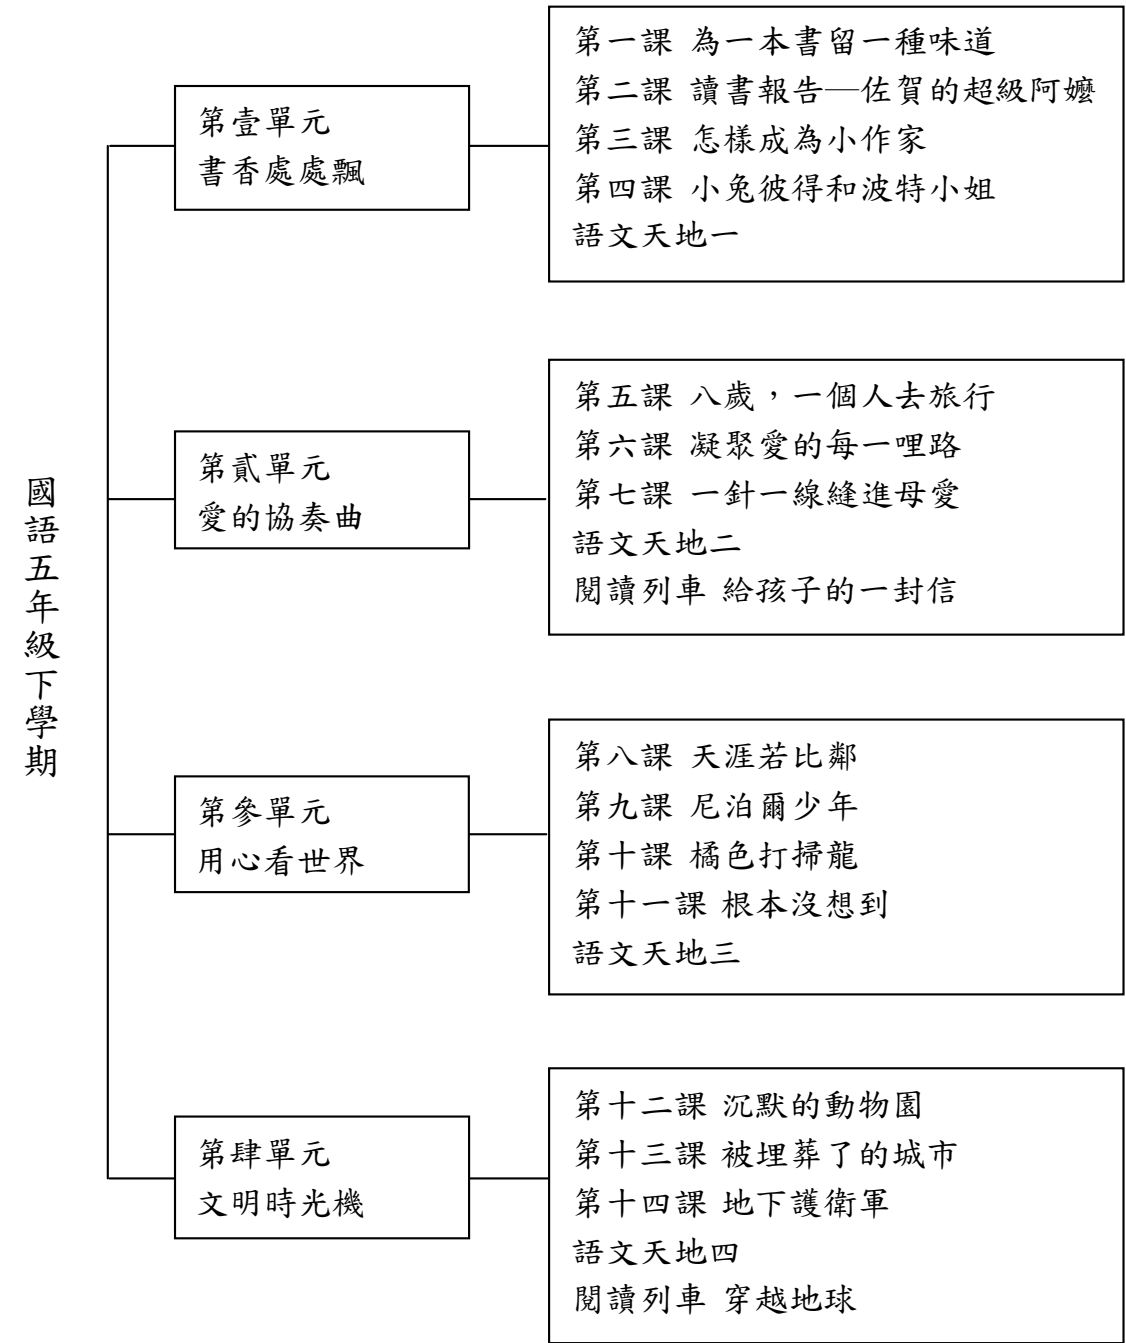 國語五年級下學期
第壹單元
書香處處飄
第一課 為一本書留一種味道
第二課 讀書報告─佐賀的超級阿嬤
第三課 怎樣成為小作家
第四課 小兔彼得和波特小姐
語文天地一
第貳單元
愛的協奏曲
第五課 八歲，一個人去旅行
第六課 凝聚愛的每一哩路
第七課 一針一線縫進母愛
語文天地二
閱讀列車 給孩子的一封信
第參單元
用心看世界
第八課 天涯若比鄰
第九課 尼泊爾少年
第十課 橘色打掃龍
第十一課 根本沒想到
語文天地三
第肆單元
文明時光機
第十二課 沉默的動物園
第十三課 被埋葬了的城市
第十四課 地下護衛軍
語文天地四
閱讀列車 穿越地球